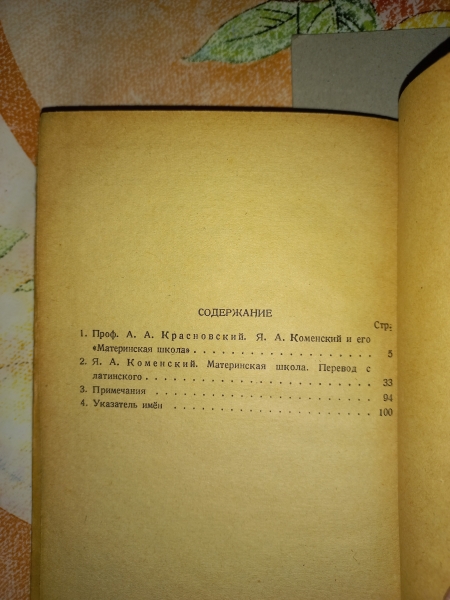 СОДЕРЖАНИЕ
Стр.
1. Проф. А. А. Красновский. Я. А. Коменский и его
«Материнская школа» . . . . . . . . . . . . . . . . . . . 5
2. Я. А. Коменский. Материнская школа. Перевод с
латинского . . . . . . . . . . . . . . . . . . . . . . . . 33
3. Примечания . . . . . . . . . . . . . . . . . . . . . . . 94
4. Указатель имён . . . . . . . . . . . . . . . . . . . . . 100